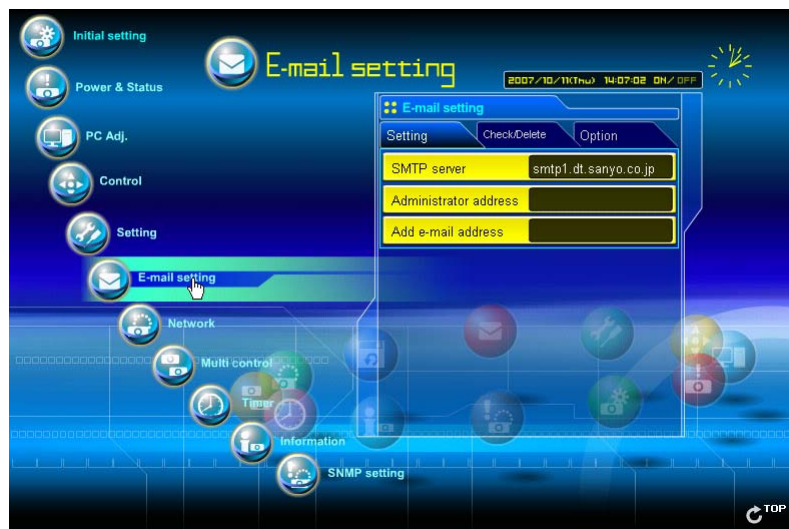 Initial setting
Power & Status
PC Adj.
Control
Setting
E-mail setting
Network
Multi control
Timer
Information
SNMP setting
E-mail setting
2007/10/11(Thu) 14:07:02 ON/OFF
E-mail setting
Setting Check/Delete Option
SMTP server smtp1.dt.sanyo.co.jp
Administrator address
Add e-mail address
TOP